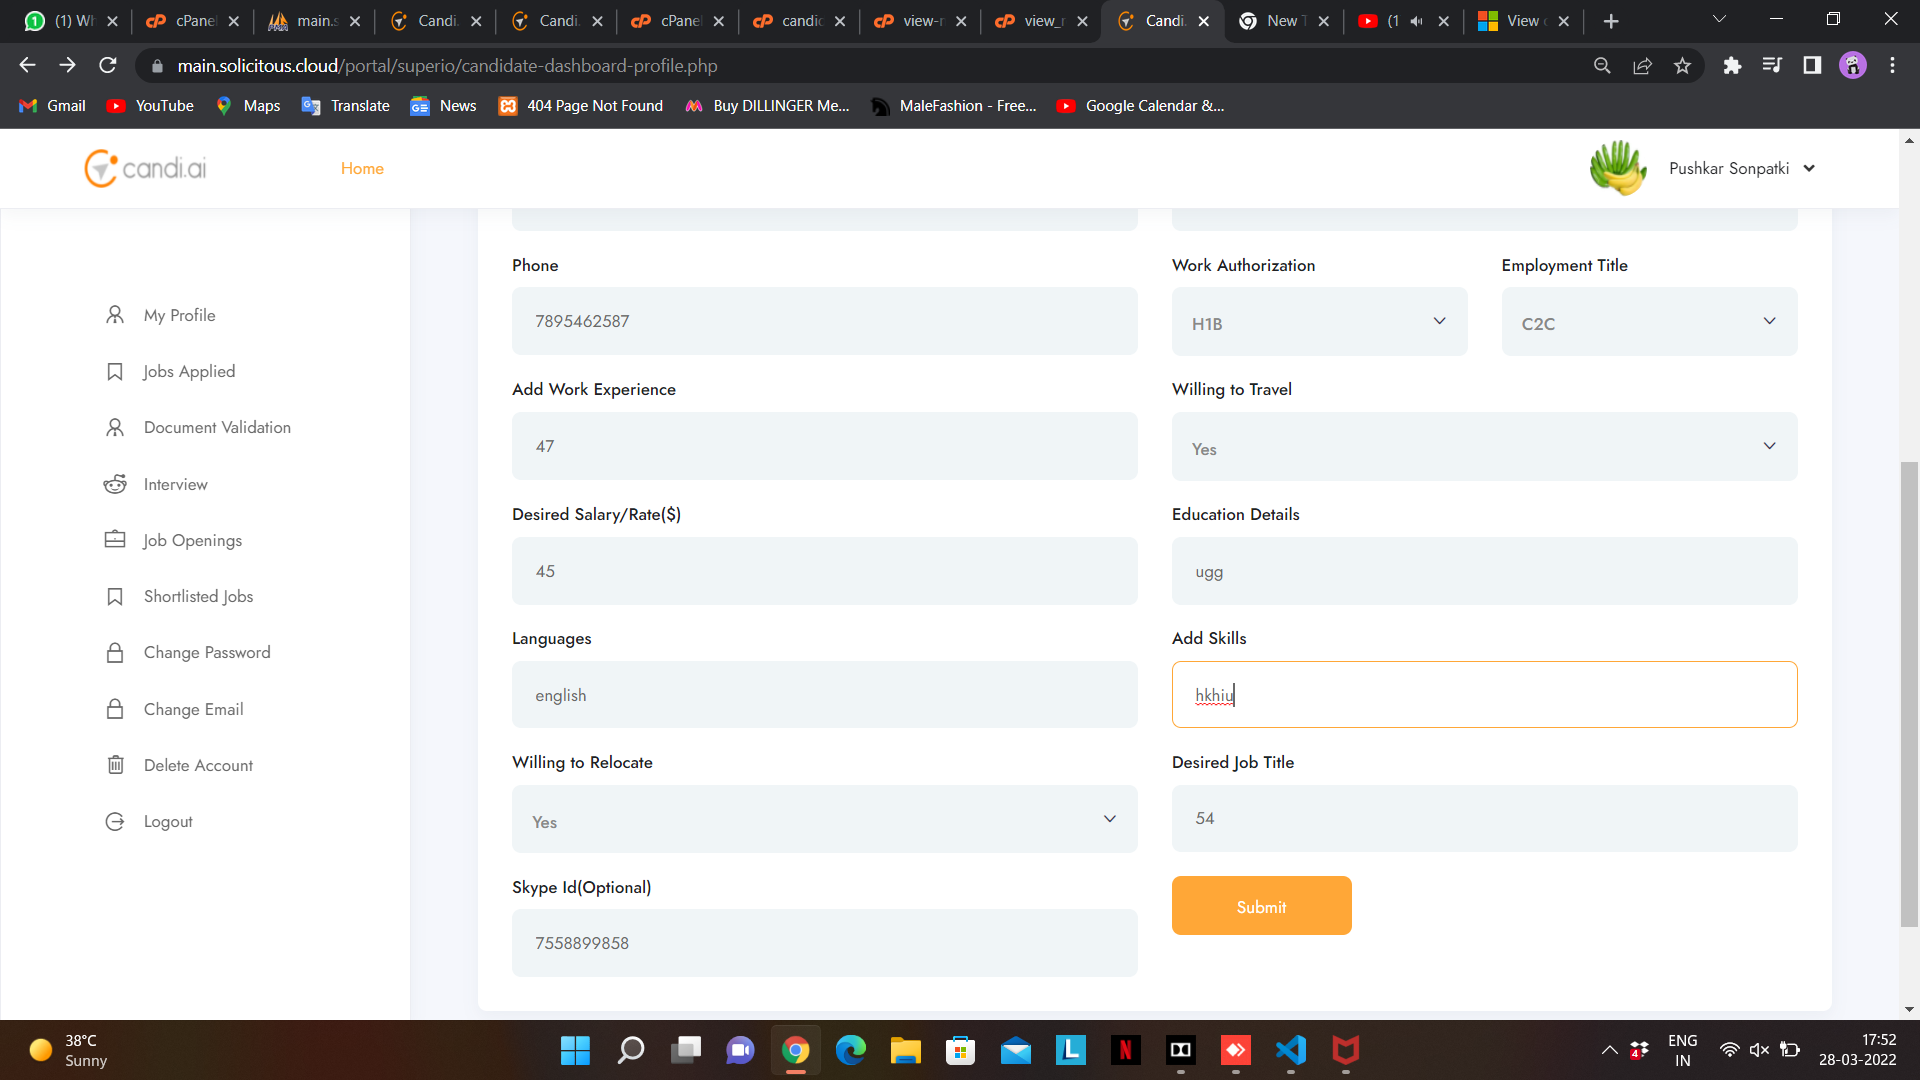 (1) Wh cPanel main.s Candi. Candi. cPanel candic view-r view_r Candi. New T (1 View
main.solicitous.cloud/portal/superio/candidate-dashboard-profile.php
Gmail YouTube Maps Translate News 404 Page Not Found Buy DILLINGER Me... MaleFashion - Free... Google Calendar &...
candi.ai Home Pushkar Sonpatki
My Profile
Jobs Applied
Document Validation
Interview
Job Openings
Shortlisted Jobs
Change Password
Change Email
Delete Account
Logout
Phone Work Authorization Employment Title
7895462587 H1B C2C
Add Work Experience Willing to Travel
47 Yes
Desired Salary/Rate($) Education Details
45 ugg
Languages Add Skills
english hkhiu
Willing to Relocate Desired Job Title
Yes 54
Skype Id(Optional) Submit
7558899858
38°C
Sunny
4
ENG
IN
17:52
28-03-2022